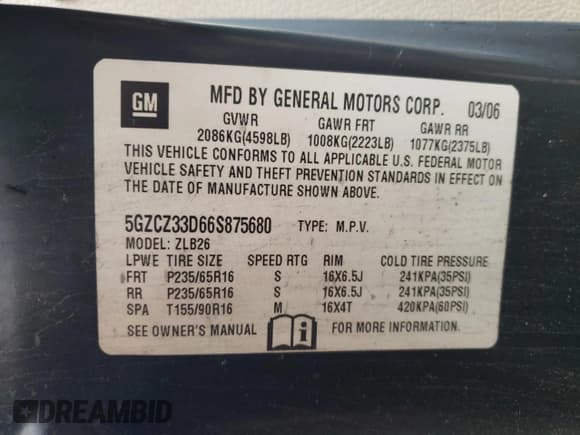 GM
MFD BY GENERAL MOTORS CORP. 03/06
GVWR GAWR FRT GAWR RR
2086KG(4598LB) 1008KG(2223LB) 1077KG(2375LB)
THIS VEHICLE CONFORMS TO ALL APPLICABLE U.S. FEDERAL MOTOR
VEHICLE SAFETY AND THEFT PREVENTION STANDARDS IN EFFECT ON
THE DATE OF MANUFACTURE SHOWN ABOVE.
5GZCZ33D66S875680 TYPE: M.P.V.
MODEL: ZLB26
LPWE TIRE SIZE SPEED RTG RIM COLD TIRE PRESSURE
FRT P235/65R16 S 16X6.5J 241KPA(35PSI)
RR P235/65R16 S 16X6.5J 241KPA(35PSI)
SPA T155/90R16 M 16X4T 420KPA(60PSI)
SEE OWNER'S MANUAL FOR MORE INFORMATION.
DREAMBID